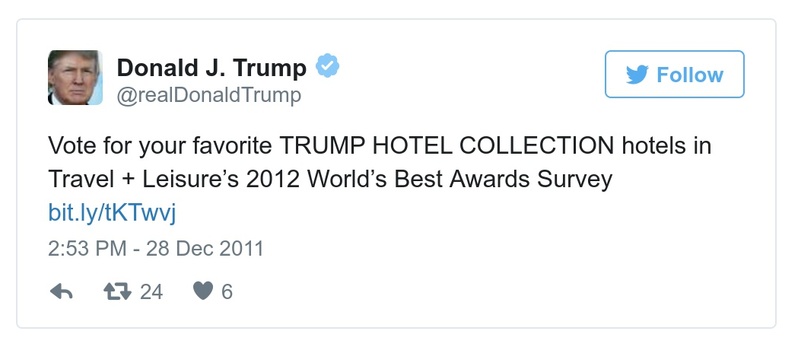 Donald J. Trump
Follow
@realDonaldTrump
Vote for your favorite TRUMP HOTEL COLLECTION hotels in
Travel + Leisure’s 2012 World’s Best Awards Survey
bit.ly/tKTwvj
2:53 PM - 28 Dec 2011
24 6